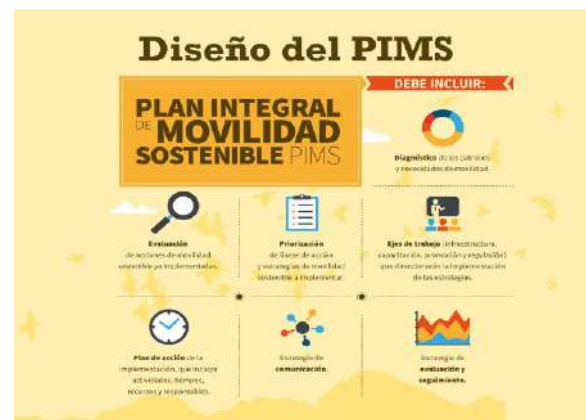 Diseño del PIMS
DEBE INCLUIR:
PLAN INTEGRAL
DE MOVILIDAD
SOSTENIBLE PIMS
Diagnóstico de los patrones
y necesidades de movilidad.
Evaluación
de acciones de movilidad
sostenible ya implementadas.
Priorización
de líneas de acción
y estrategias de movilidad
sostenible a implementar.
Ejes de trabajo (infraestructura,
capacitación, promoción y regulación)
que direccionarán la implementación
de las estrategias.
Plan de acción de la
implementación, que incluya
actividades, tiempos,
recursos y responsables.
Estrategia de
comunicación.
Estrategia de
evaluación y
seguimiento.